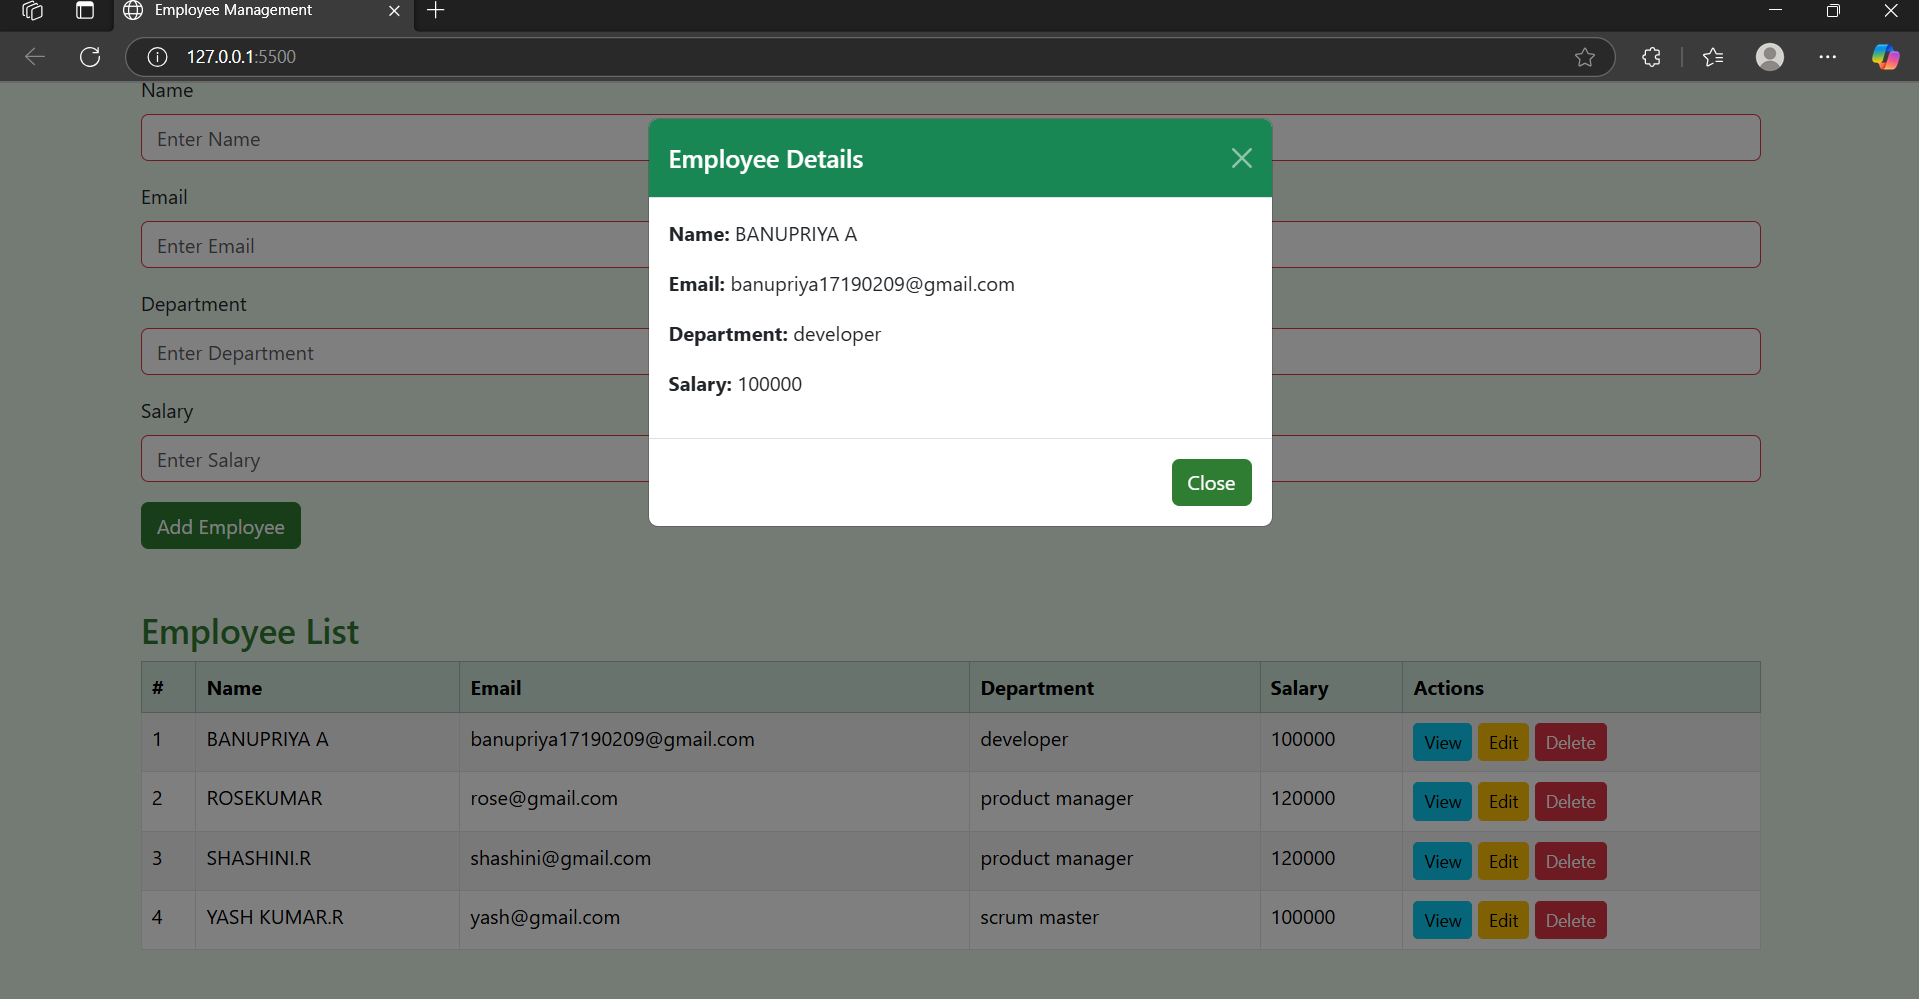 Employee Management
127.0.0.1:5500
Name
Enter Name
Email
Enter Email
Department
Enter Department
Salary
Enter Salary
Add Employee
Employee Details
Name: BANUPRIYA A
Email: banupriya17190209@gmail.com
Department: developer
Salary: 100000
Close
Employee List
# Name Email Department Salary Actions
1 BANUPRIYA A banupriya17190209@gmail.com developer 100000 View Edit Delete
2 ROSEKUMAR rose@gmail.com product manager 120000 View Edit Delete
3 SHASHINI.R shashini@gmail.com product manager 120000 View Edit Delete
4 YASH KUMAR.R yash@gmail.com scrum master 100000 View Edit Delete